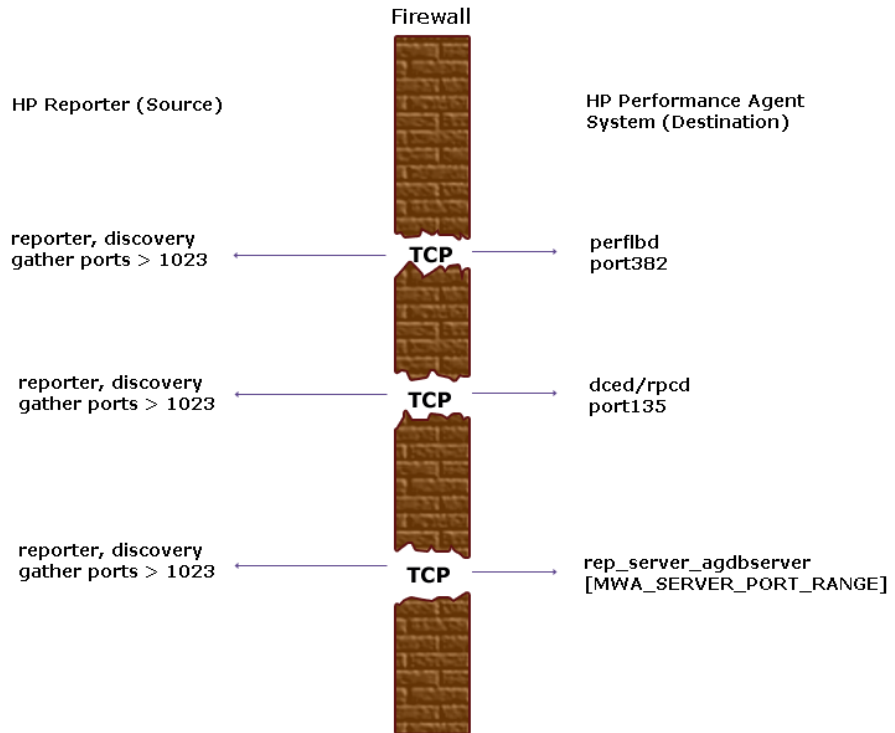 Firewall
HP Reporter (Source)
HP Performance Agent
System (Destination)
reporter, discovery
gather ports > 1023
TCP
perflbd
port382
reporter, discovery
gather ports > 1023
TCP
dced/rpcd
port135
reporter, discovery
gather ports > 1023
TCP
rep_server_agdbserver
[MWA_SERVER_PORT_RANGE]